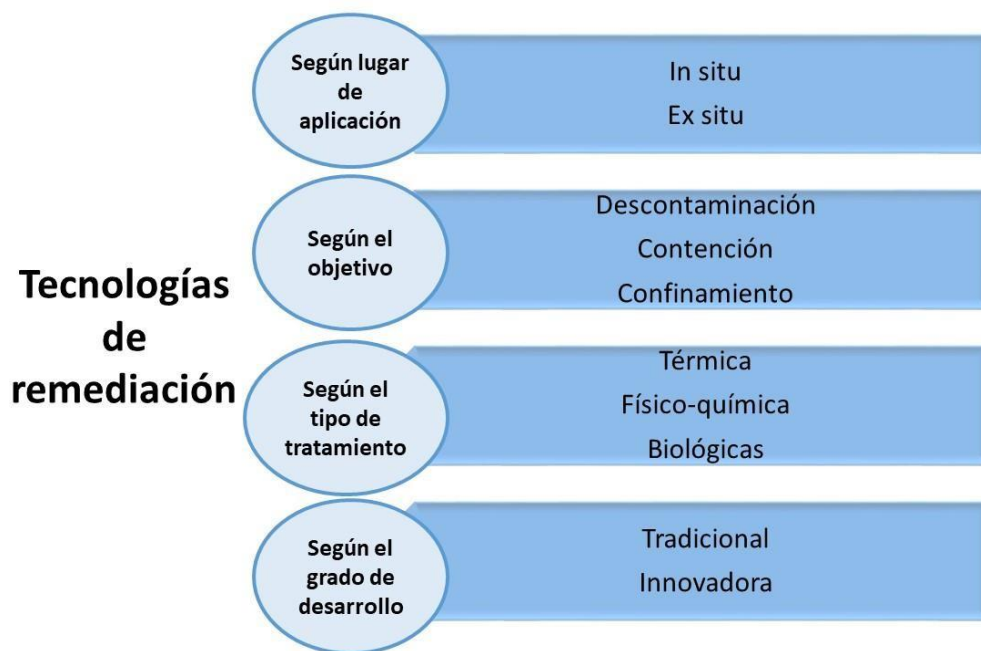 Tecnologías
de
remediación
Según lugar
de
aplicación
In situ
Ex situ
Según el
objetivo
Descontaminación
Contención
Confinamiento
Según el
tipo de
tratamiento
Térmica
Físico-química
Biológicas
Según el
grado de
desarrollo
Tradicional
Innovadora